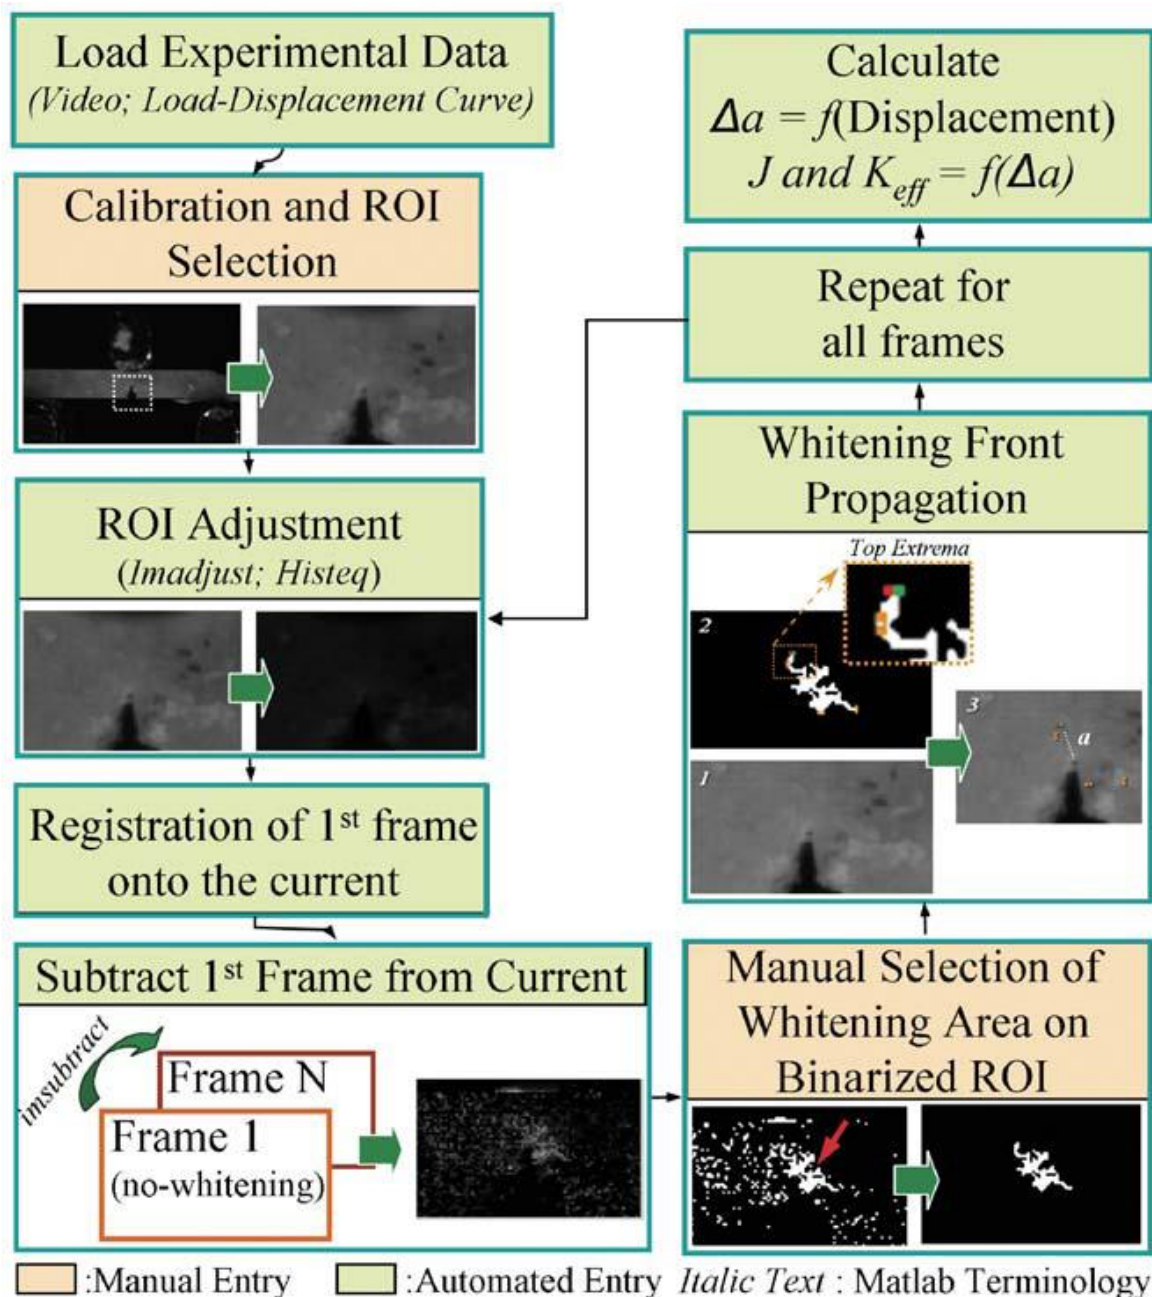 Load Experimental Data
(Video; Load-Displacement Curve)
Calibration and ROI
Selection
ROI Adjustment
(Imadjust; Histeq)
Registration of 1st frame
onto the current
Subtract 1st Frame from Current
imsubtract
Frame N
Frame 1
(no-whitening)
Manual Selection of
Whitening Area on
Binarized ROI
Whitening Front
Propagation
Top Extrema
2
3
a
1
Repeat for
all frames
Calculate
Δa = f(Displacement)
J and Keff = f(Δa)
:Manual Entry
:Automated Entry
Italic Text : Matlab Terminology